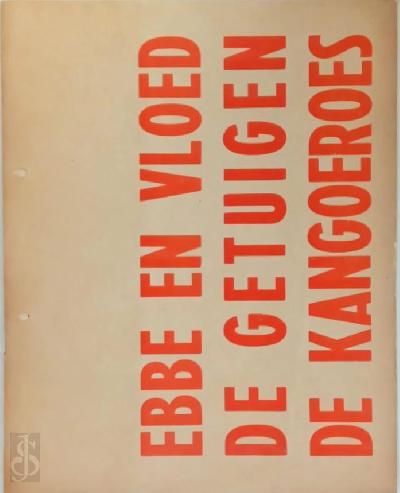 EBBE EN VLOED
DE GETUIGEN
DE KANGOEROES